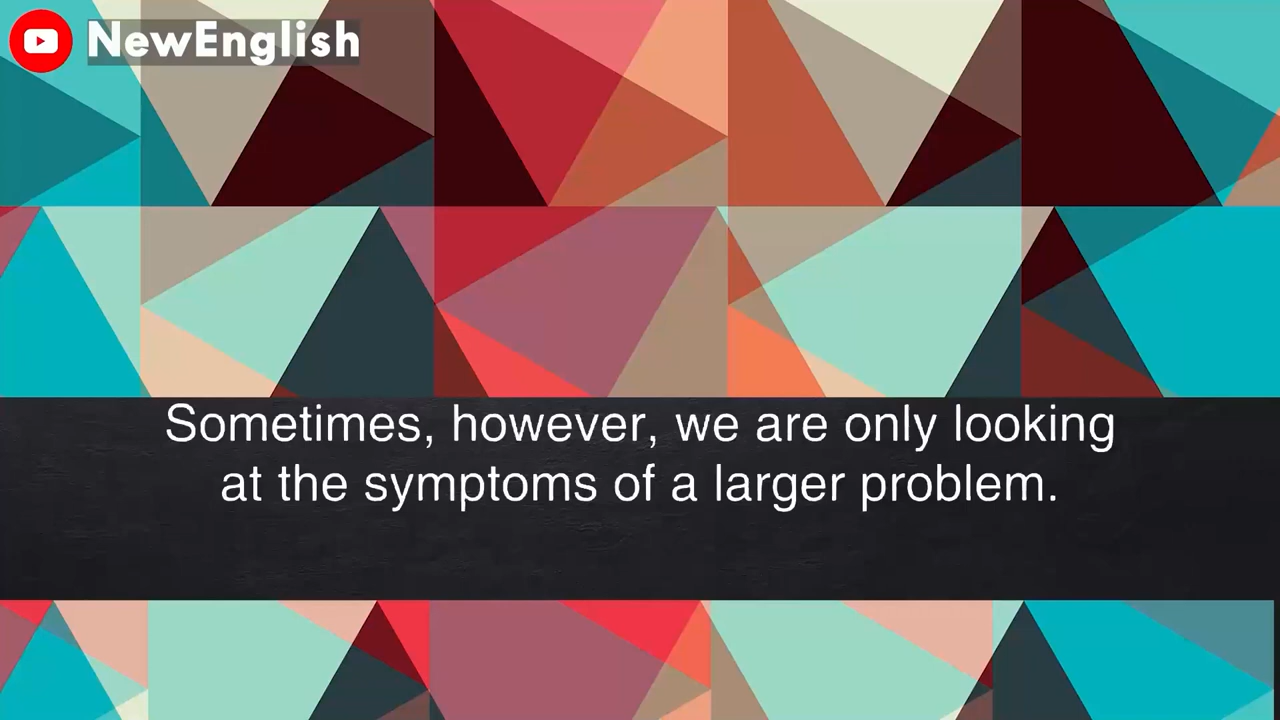 NewEnglish
Sometimes, however, we are only looking
at the symptoms of a larger problem.